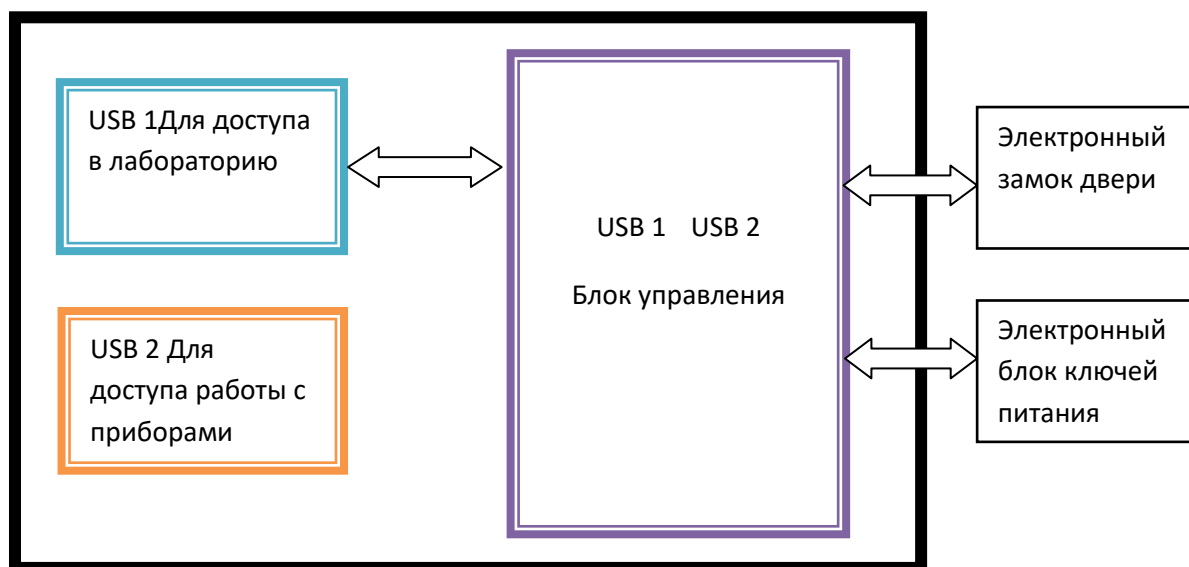 USB 1Для доступа
в лабораторию
USB 2 Для
доступа работы с
приборами
USB 1 USB 2
Блок управления
Электронный
замок двери
Электронный
блок ключей
питания